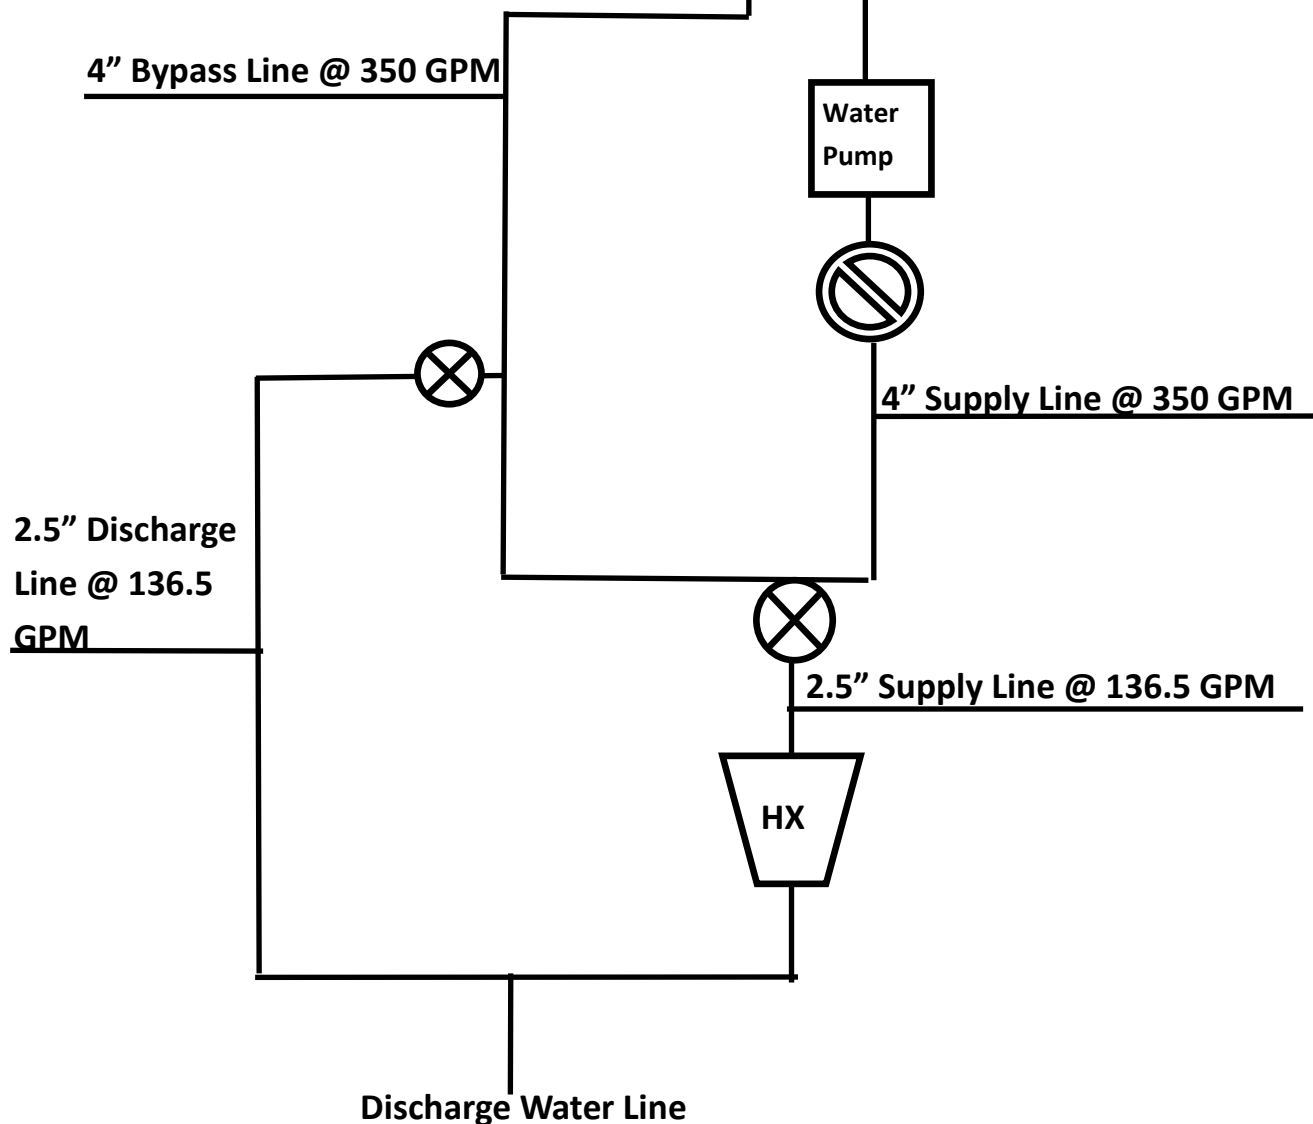 4” Bypass Line @ 350 GPM
Water
Pump
4” Supply Line @ 350 GPM
2.5” Discharge
Line @ 136.5
GPM
2.5” Supply Line @ 136.5 GPM
HX
Discharge Water Line